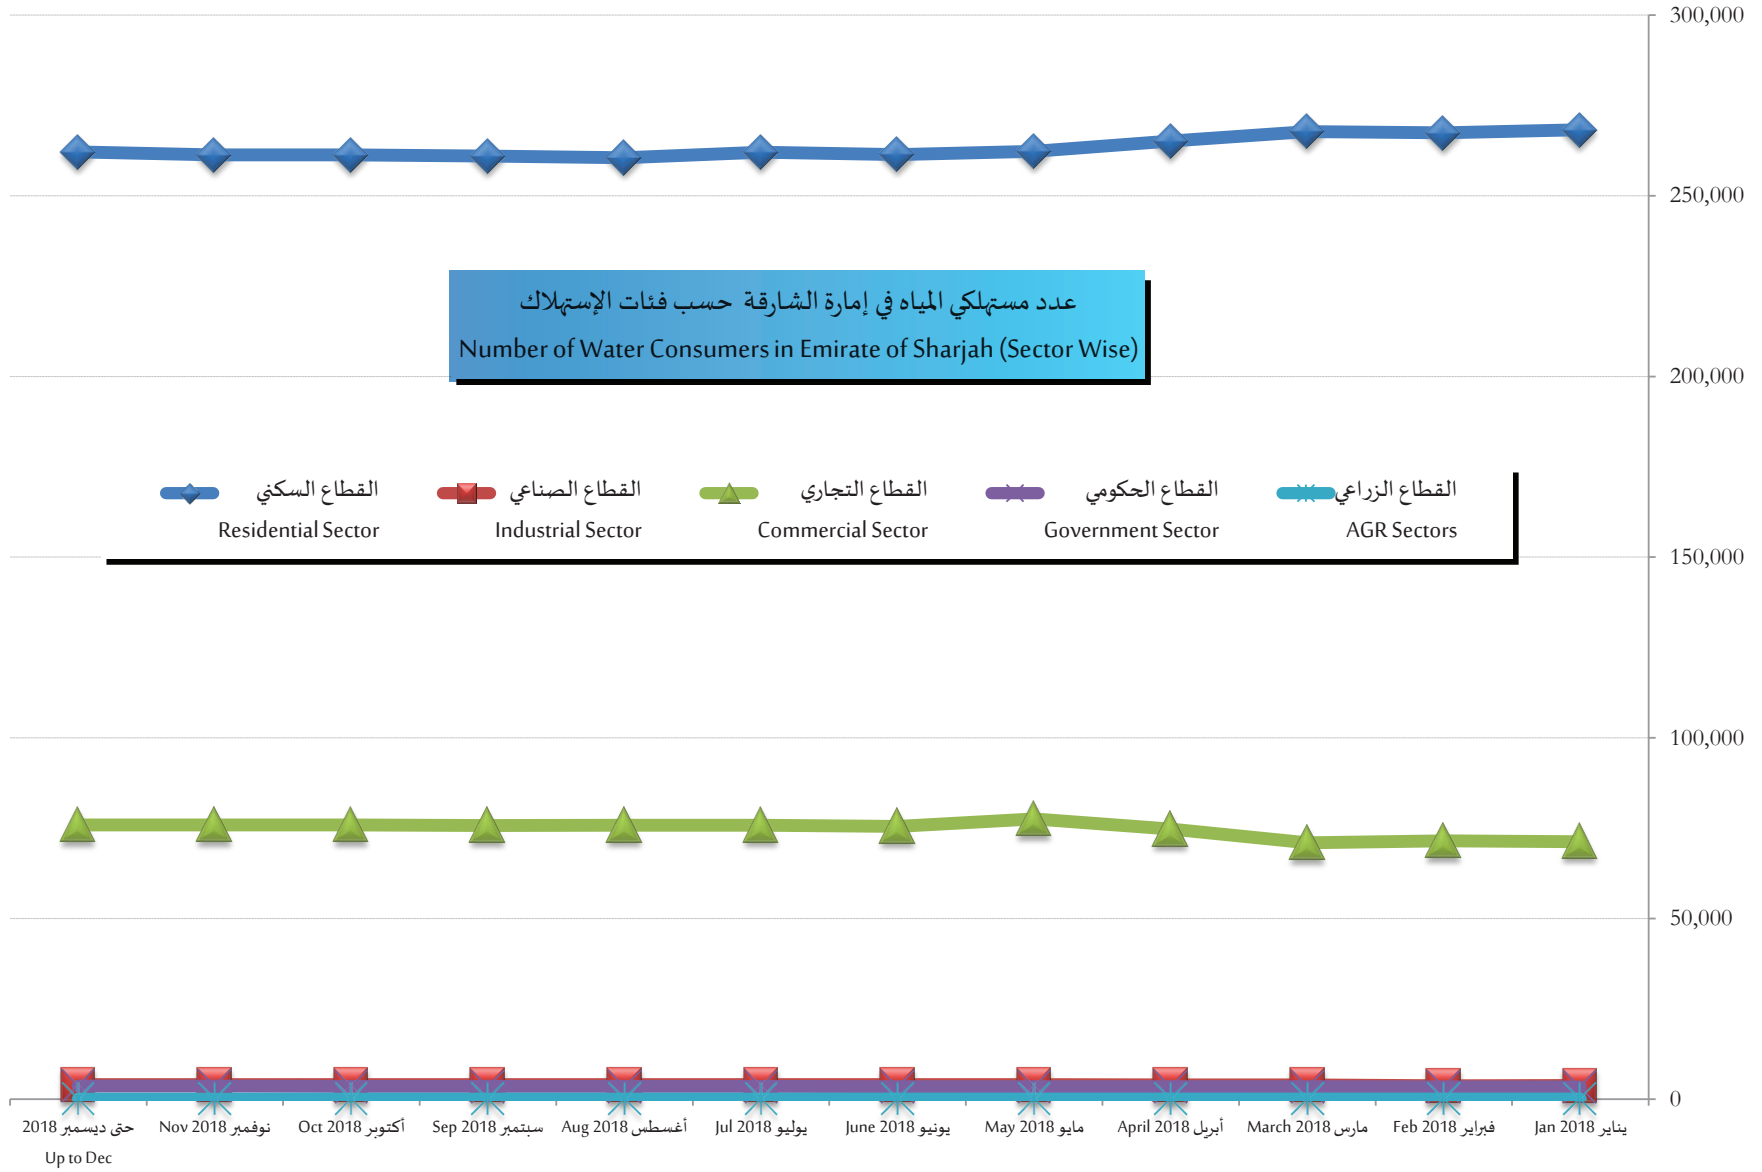 300,000
250,000
عدد مستهلكي المياه في إمارة الشارقة حسب فئات الإستهلاك
Number of Water Consumers in Emirate of Sharjah (Sector Wise)
200,000
القطاع السكني
Residential Sector
القطاع الصناعي
Industrial Sector
القطاع التجاري
Commercial Sector
القطاع الحكومي
Government Sector
القطاع الزراعي
AGR Sectors
150,000
100,000
50,000
0
يناير Jan 2018
فبراير Feb 2018
مارس March 2018
أبريل April 2018
مايو May 2018
يونيو June 2018
يوليو Jul 2018
أغسطس Aug 2018
سبتمبر Sep 2018
أكتوبر Oct 2018
نوفمبر Nov 2018
حتى ديسمبر 2018
Up to Dec